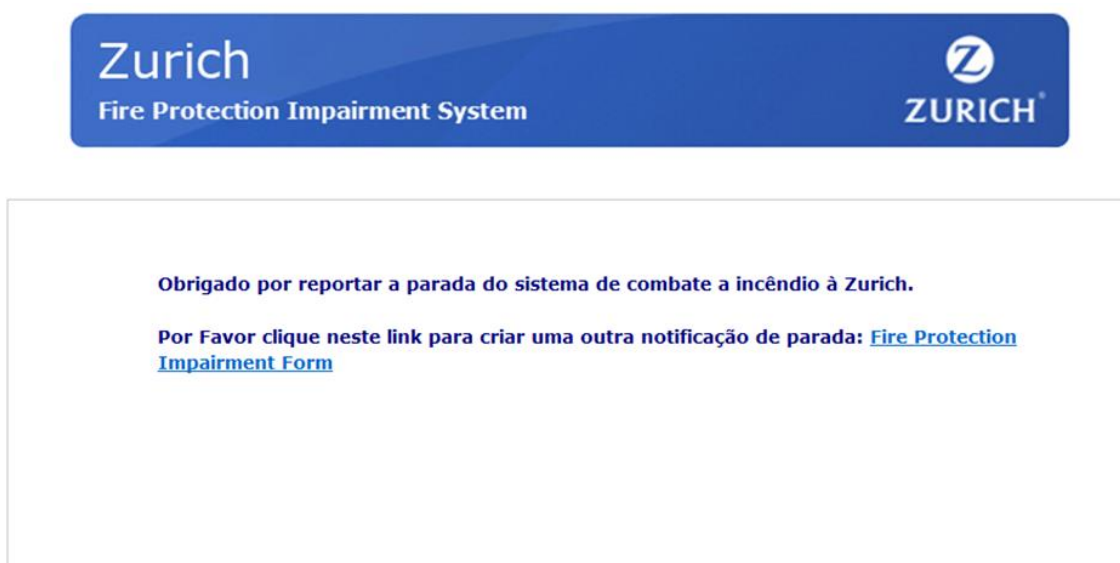 Zurich
Fire Protection Impairment System
Z
ZURICH®
Obrigado por reportar a parada do sistema de combate a incêndio à Zurich.
Por Favor clique neste link para criar uma outra notificação de parada: Fire Protection
Impairment Form